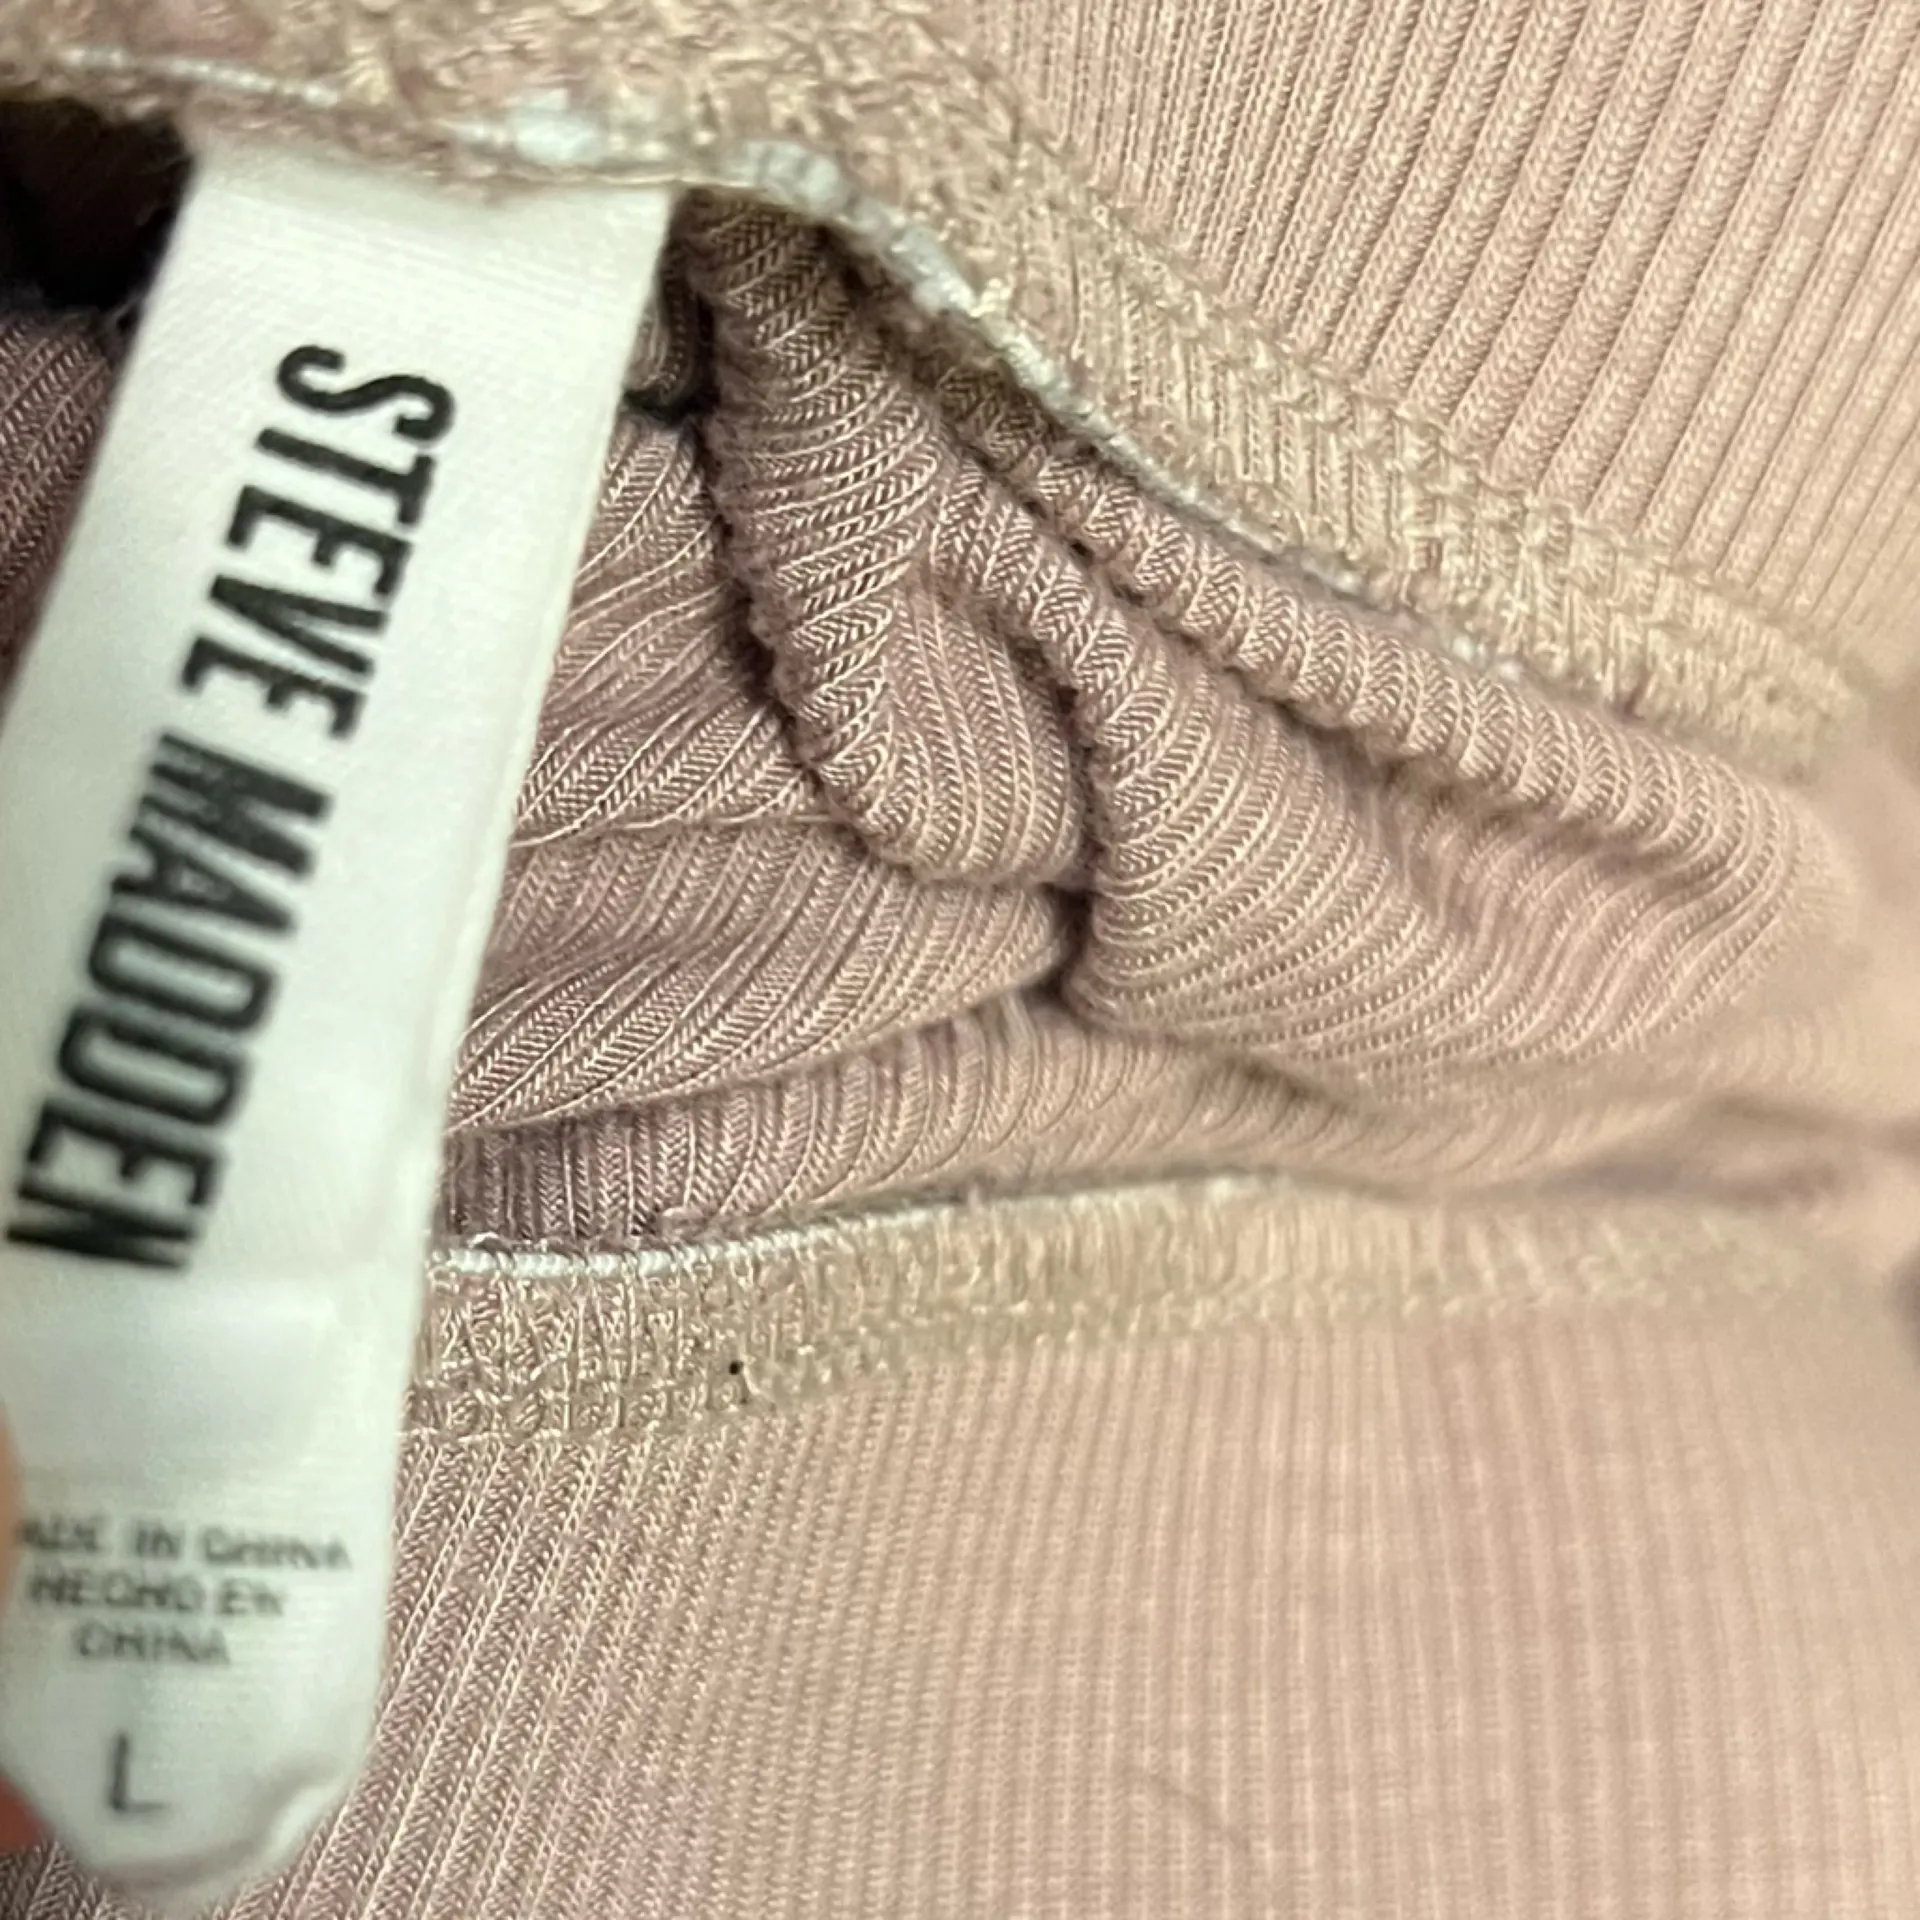 STEVE MADDEN
MADE IN CHINA
HECHO EN
CHINA
L